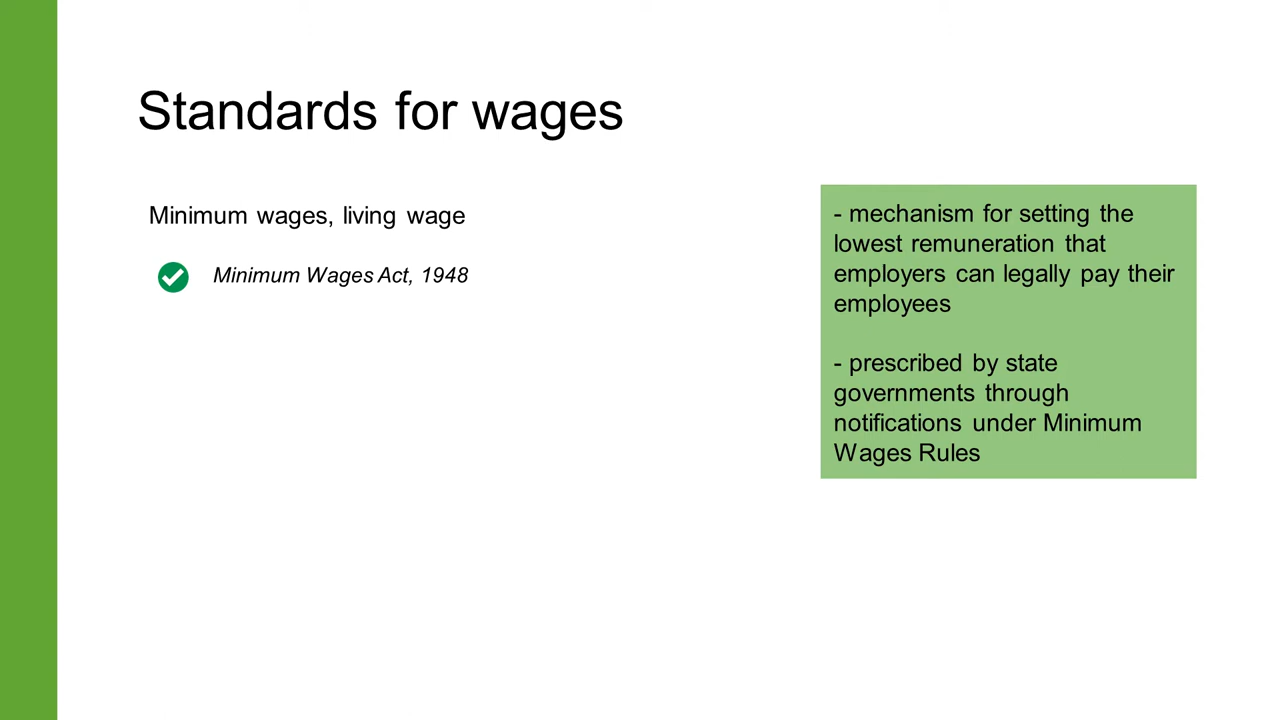 Standards for wages
Minimum wages, living wage
Minimum Wages Act, 1948
- mechanism for setting the
lowest remuneration that
employers can legally pay their
employees
- prescribed by state
governments through
notifications under Minimum
Wages Rules